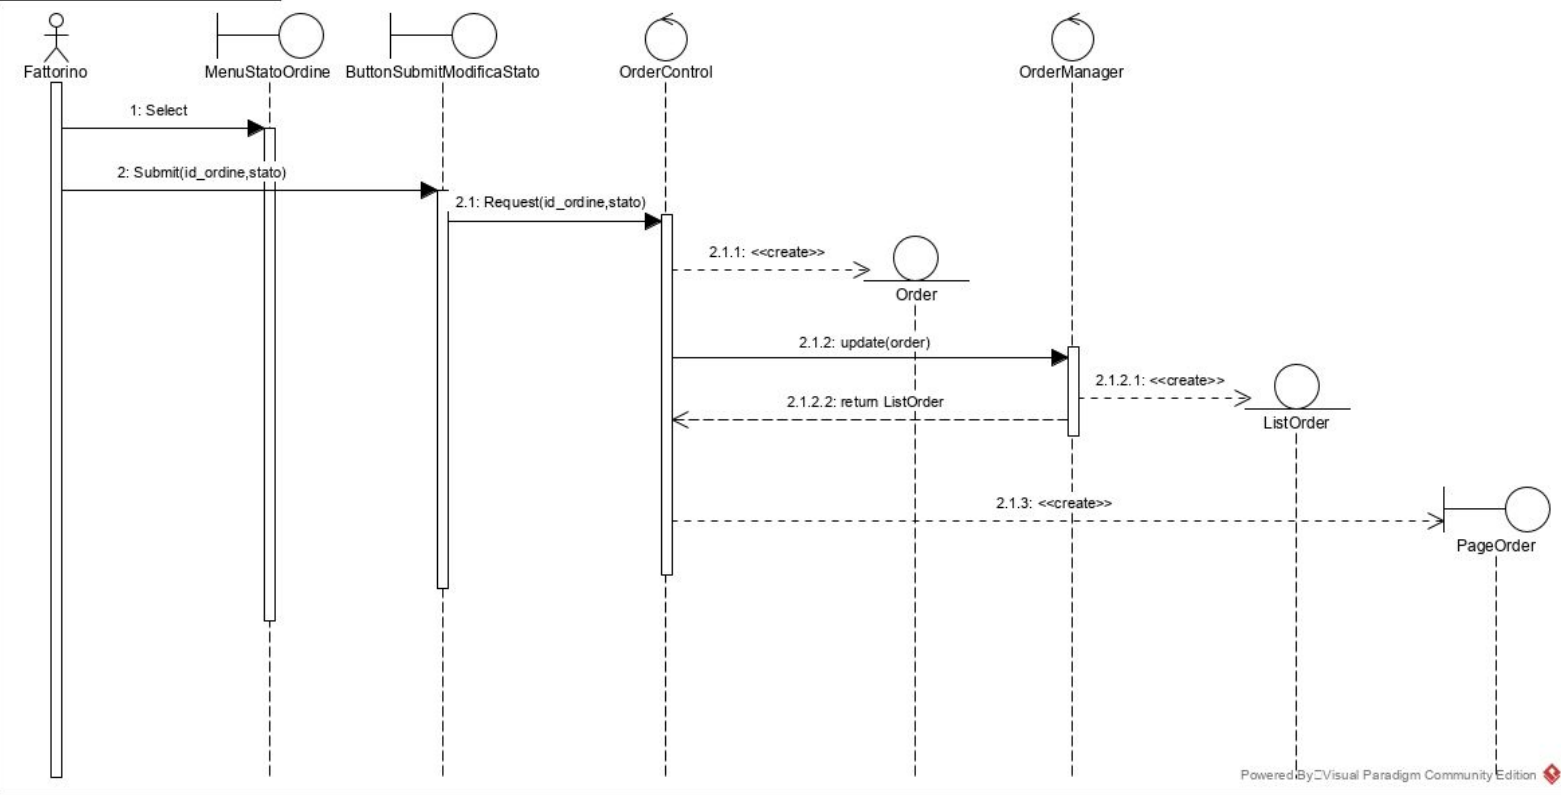 Fattorino
MenuStatoOrdine
ButtonSubmitModificaStato
OrderControl
OrderManager
1: Select
2: Submit(id_ordine,stato)
2.1: Request(id_ordine,stato)
2.1.1: <<create>>
Order
2.1.2: update(order)
2.1.2.1: <<create>>
2.1.2.2: return ListOrder
ListOrder
2.1.3: <<create>>
PageOrder
Powered By Visual Paradigm Community Edition